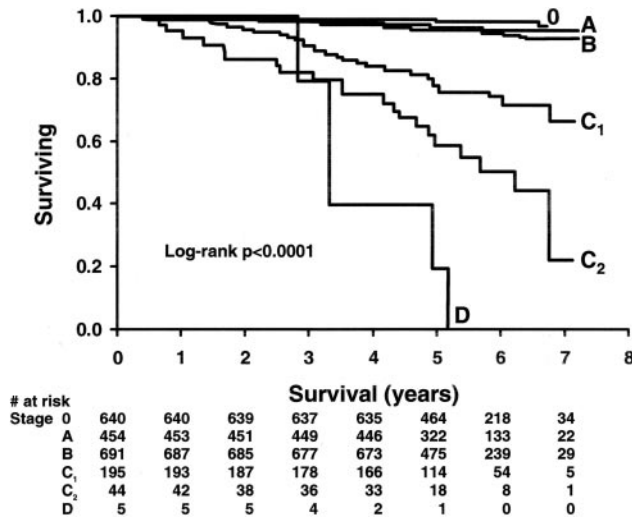 1.0
0.8
0.6
0.4
0.2
0.0
Surviving
0
A
B
C₁
C₂
D
Log-rank p<0.0001
0 1 2 3 4 5 6 7 8
Survival (years)
# at risk
Stage 0 640 640 639 637 635 464 218 34
A 454 453 451 449 446 322 133 22
B 691 687 685 677 673 475 239 29
C₁ 195 193 187 178 166 114 54 5
C₂ 44 42 38 36 33 18 8 1
D 5 5 5 4 2 1 0 0